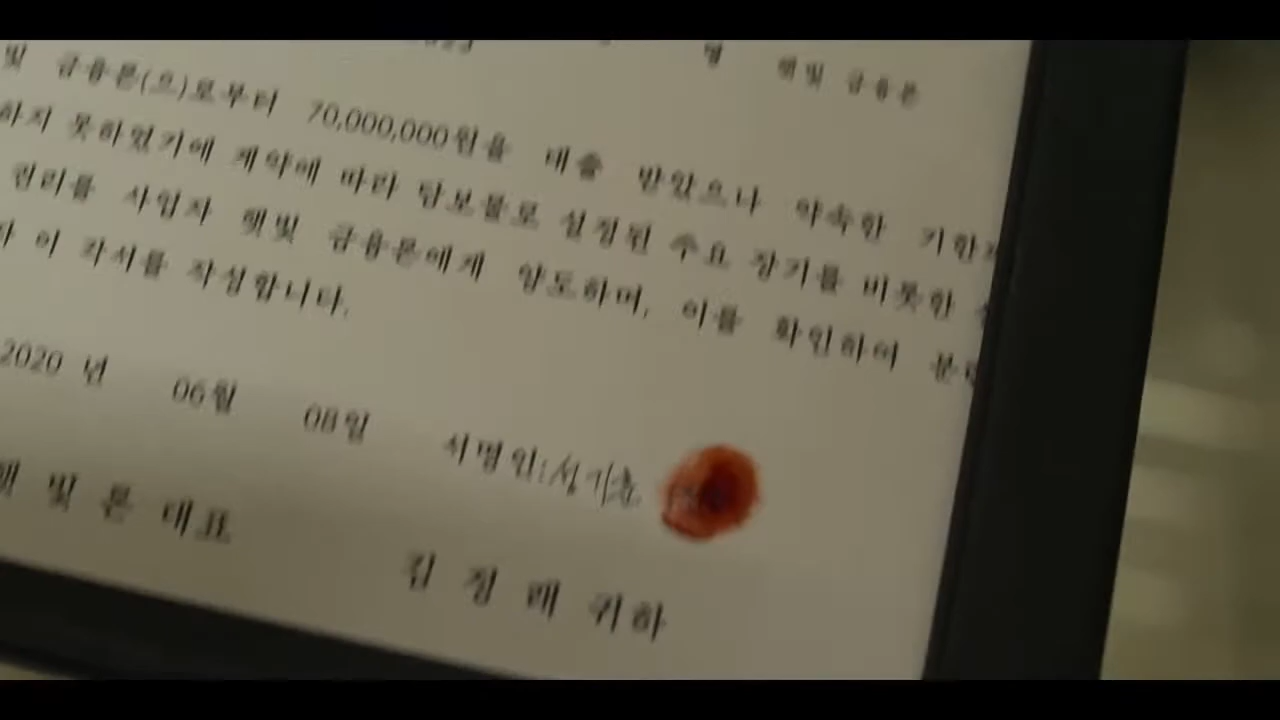 명 햇빛 금융론
빛 금융론(으)로부터 70,000,000원을 대출 받았으나 약속한 기한
하지 못하였기에 계약에 따라 담보물로 설정된 주요 장기를 비롯한
권리를 사업자 햇빛 금융론에게 양도하며, 이를 확인하여 분
이 각서를 작성합니다.
2020 년 06월 08일 서명인:성기훈
햇 빛 론 대표
김 정 래 귀하